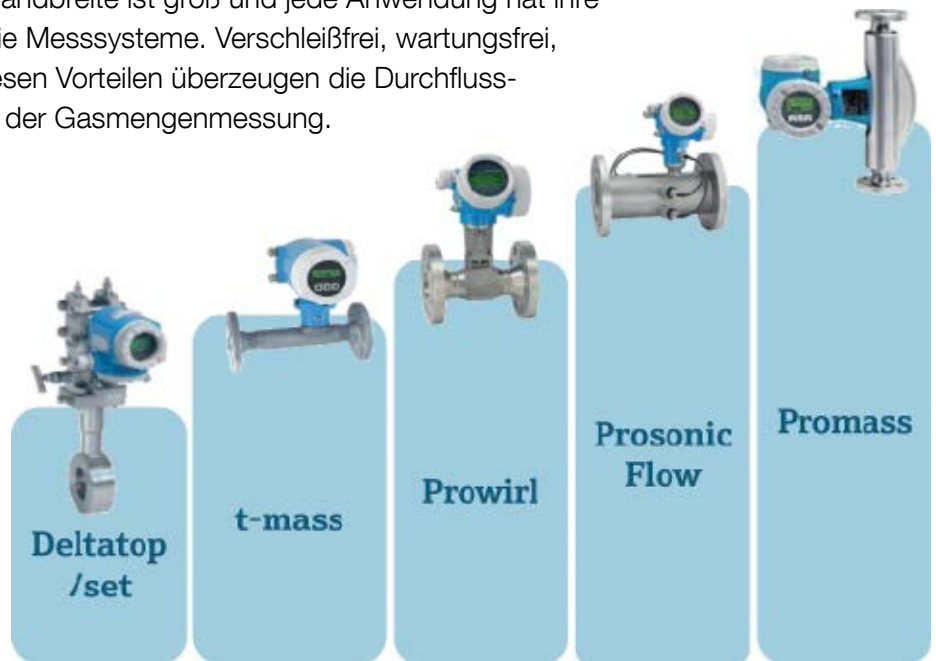 andbreite ist groß und jede Anwendung hat ihre
ie Messsysteme. Verschleißfrei, wartungsfrei,
esen Vorteilen überzeugen die Durchfluss-
der Gasmengenmessung.
Deltatop
/set
t-mass
Prowirl
Prosonic
Flow
Promass